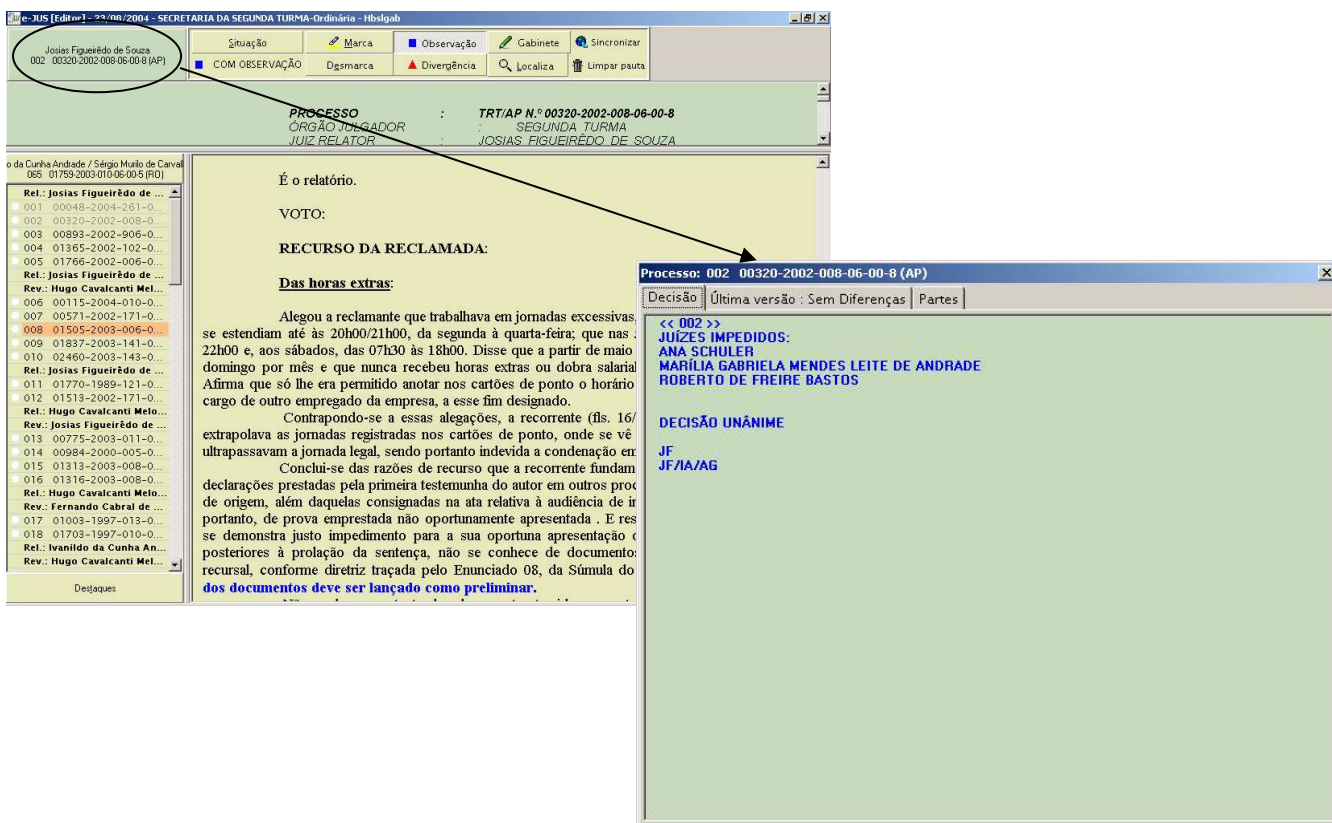 e-JUS [Editor] - 23/08/2004 - SECRETARIA DA SEGUNDA TURMA-Ordinária - Hbslgab
Josias Figueirêdo de Souza
002 00320-2002-008-06-00-8 (AP)
Situação Marca Observação Gabinete Sincronizar
COM OBSERVAÇÃO Desmarca Divergência Localiza Limpar pauta
PROCESSO : TRT/AP N.º 00320-2002-008-06-00-8
ÓRGÃO JULGADOR : SEGUNDA TURMA
JUIZ RELATOR : JOSIAS FIGUEIRÊDO DE SOUZA
o da Cunha Andrade / Sérgio Murilo de Carval
065 01759-2003-010-06-00-5 (RO)
Rel.: Josias Figueirêdo de ...
001 00048-2004-261-0...
002 00320-2002-008-0...
003 00893-2002-906-0...
004 01365-2002-102-0...
005 01766-2002-006-0...
Rel.: Josias Figueirêdo de ...
Rev.: Hugo Cavalcanti Mel...
006 00115-2004-010-0...
007 00571-2002-171-0...
008 01505-2003-006-0...
009 01837-2003-141-0...
010 02460-2003-143-0...
Rel.: Josias Figueirêdo de ...
011 01770-1989-121-0...
012 01513-2002-171-0...
Rel.: Hugo Cavalcanti Melo...
Rev.: Josias Figueirêdo de ...
013 00775-2003-011-0...
014 00984-2000-005-0...
015 01313-2003-008-0...
016 01316-2003-008-0...
Rel.: Hugo Cavalcanti Melo...
Rev.: Fernando Cabral de ...
017 01003-1997-013-0...
018 01703-1997-010-0...
Rel.: Ivanildo da Cunha An...
Rev.: Hugo Cavalcanti Mel...
Destaques
É o relatório.
VOTO:
RECURSO DA RECLAMADA:
Das horas extras:
Alegou a reclamante que trabalhava em jornadas excessivas,
se estendiam até às 20h00/21h00, da segunda à quarta-feira; que nas
22h00 e, aos sábados, das 07h30 às 18h00. Disse que a partir de maio
domingo por mês e que nunca recebeu horas extras ou dobra salarial
Afirma que só lhe era permitido anotar nos cartões de ponto o horário
cargo de outro empregado da empresa, a esse fim designado.
Contrapondo-se a essas alegações, a recorrente (fls. 16/
extrapolava as jornadas registradas nos cartões de ponto, onde se vê
ultrapassavam a jornada legal, sendo portanto indevida a condenação em
Conclui-se das razões de recurso que a recorrente fundam
declarações prestadas pela primeira testemunha do autor em outros proc
de origem, além daquelas consignadas na ata relativa à audiência de in
portanto, de prova emprestada não oportunamente apresentada . E res
se demonstra justo impedimento para a sua oportuna apresentação
posteriores à prolação da sentença, não se conhece de documento
recursal, conforme diretriz traçada pelo Enunciado 08, da Súmula do
dos documentos deve ser lançado como preliminar.
Processo: 002 00320-2002-008-06-00-8 (AP)
Decisão Última versão : Sem Diferenças Partes
<< 002 >>
JUÍZES IMPEDIDOS:
ANA SCHULER
MARÍLIA GABRIELA MENDES LEITE DE ANDRADE
ROBERTO DE FREIRE BASTOS
DECISÃO UNÂNIME
JF
JF/IA/AG